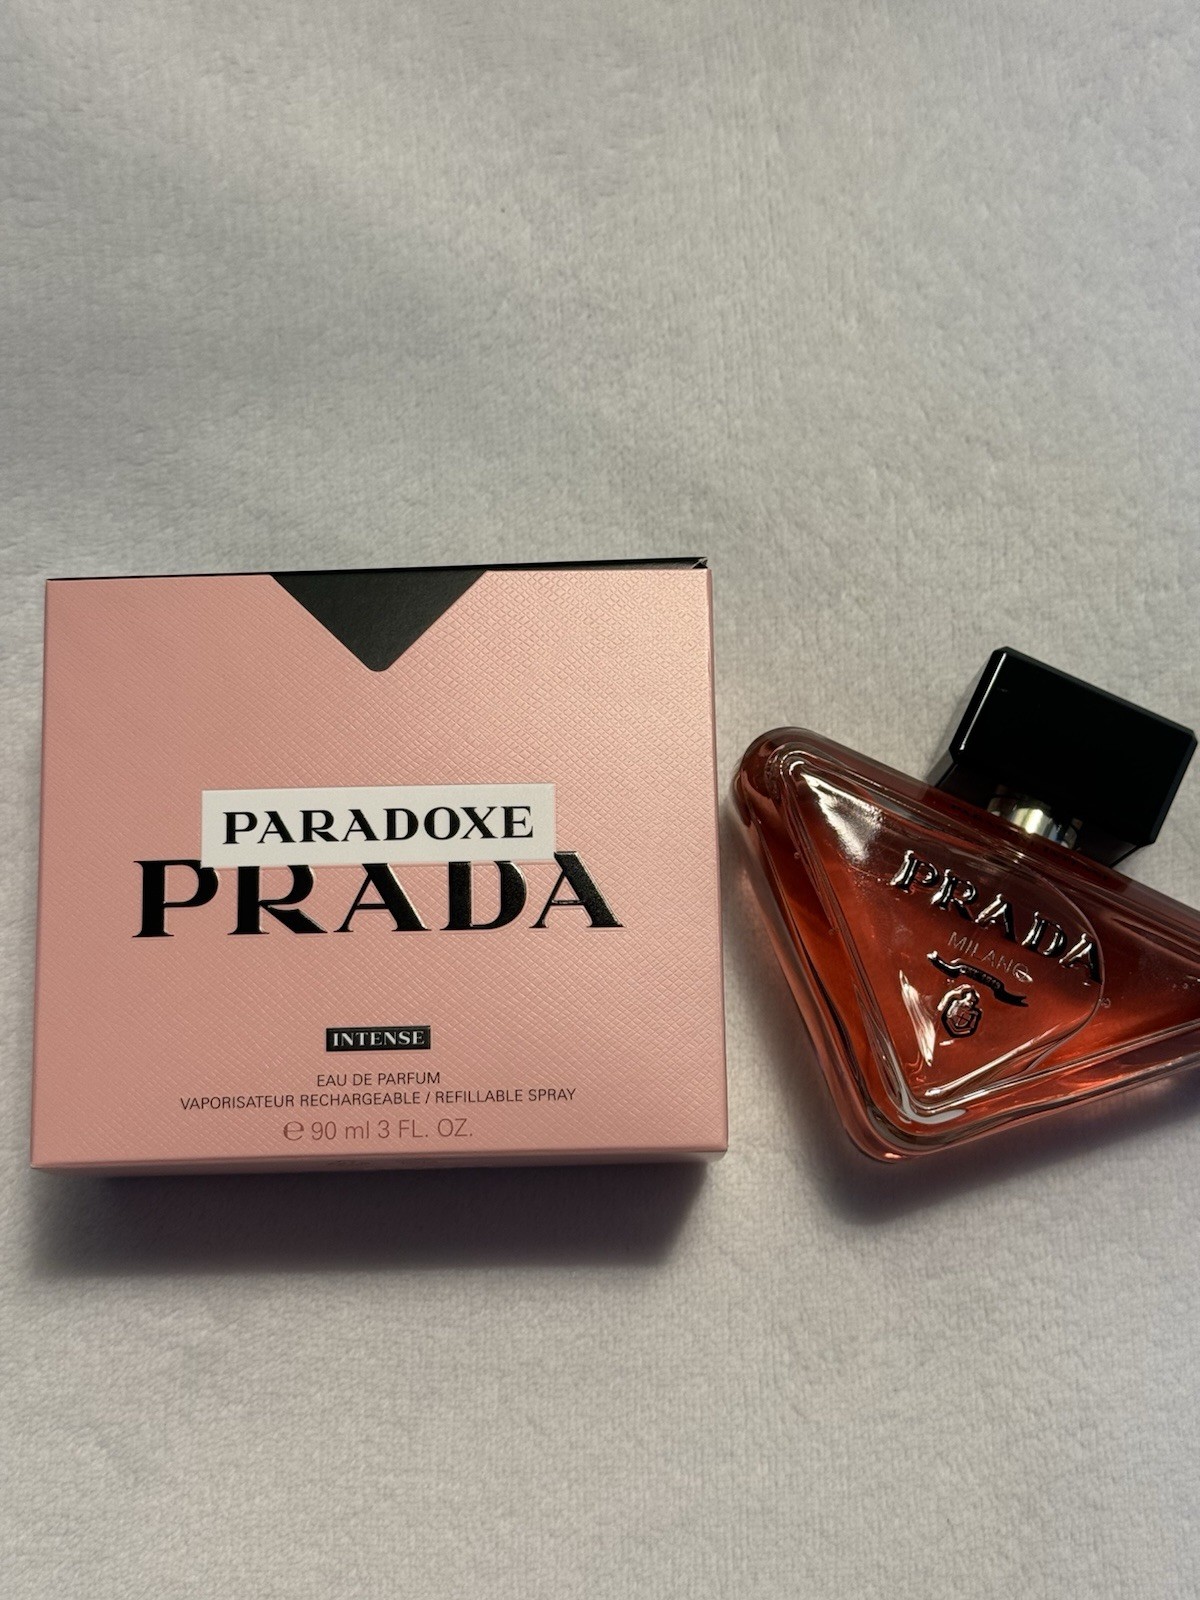 PARADOXE
PRADA
INTENSE
EAU DE PARFUM
VAPORISATEUR RECHARGEABLE / REFILLABLE SPRAY
℮ 90 ml 3 FL. OZ.
PRADA
MILANO